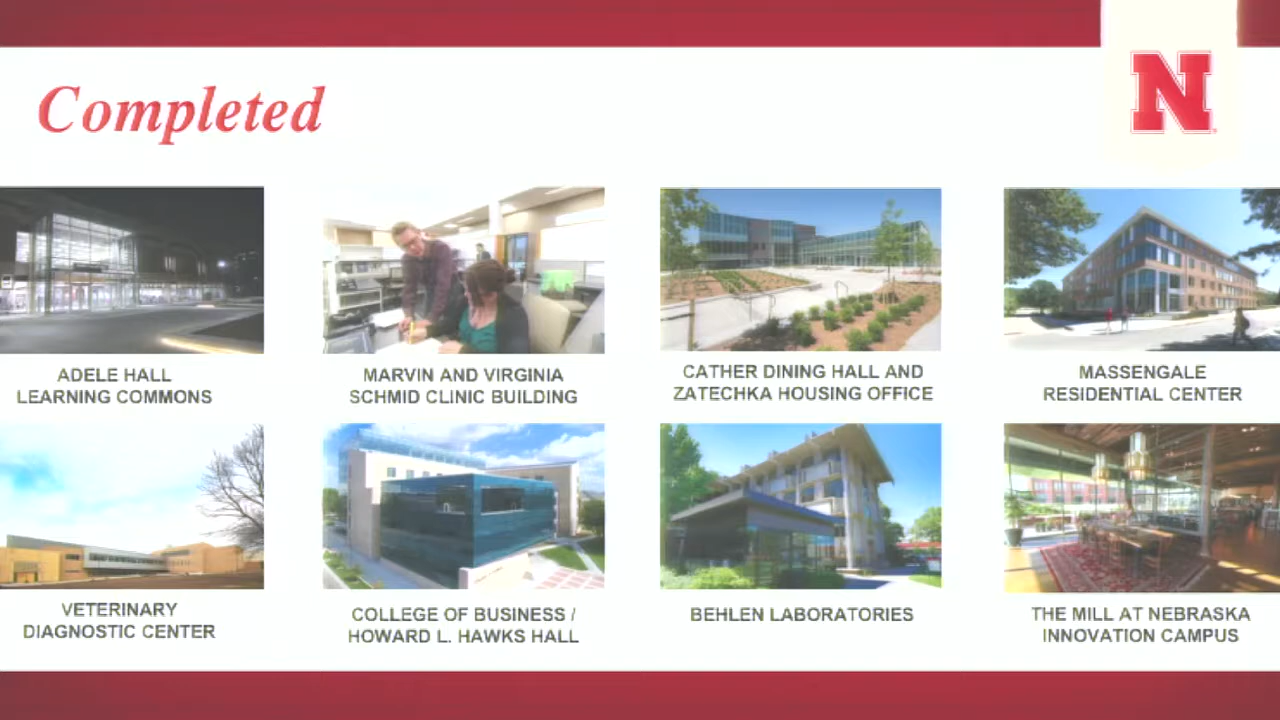 Completed
N
ADELE HALL
LEARNING COMMONS
MARVIN AND VIRGINIA
SCHMID CLINIC BUILDING
CATHER DINING HALL AND
ZATECHKA HOUSING OFFICE
MASSENGALE
RESIDENTIAL CENTER
VETERINARY
DIAGNOSTIC CENTER
COLLEGE OF BUSINESS /
HOWARD L. HAWKS HALL
BEHLEN LABORATORIES
THE MILL AT NEBRASKA
INNOVATION CAMPUS